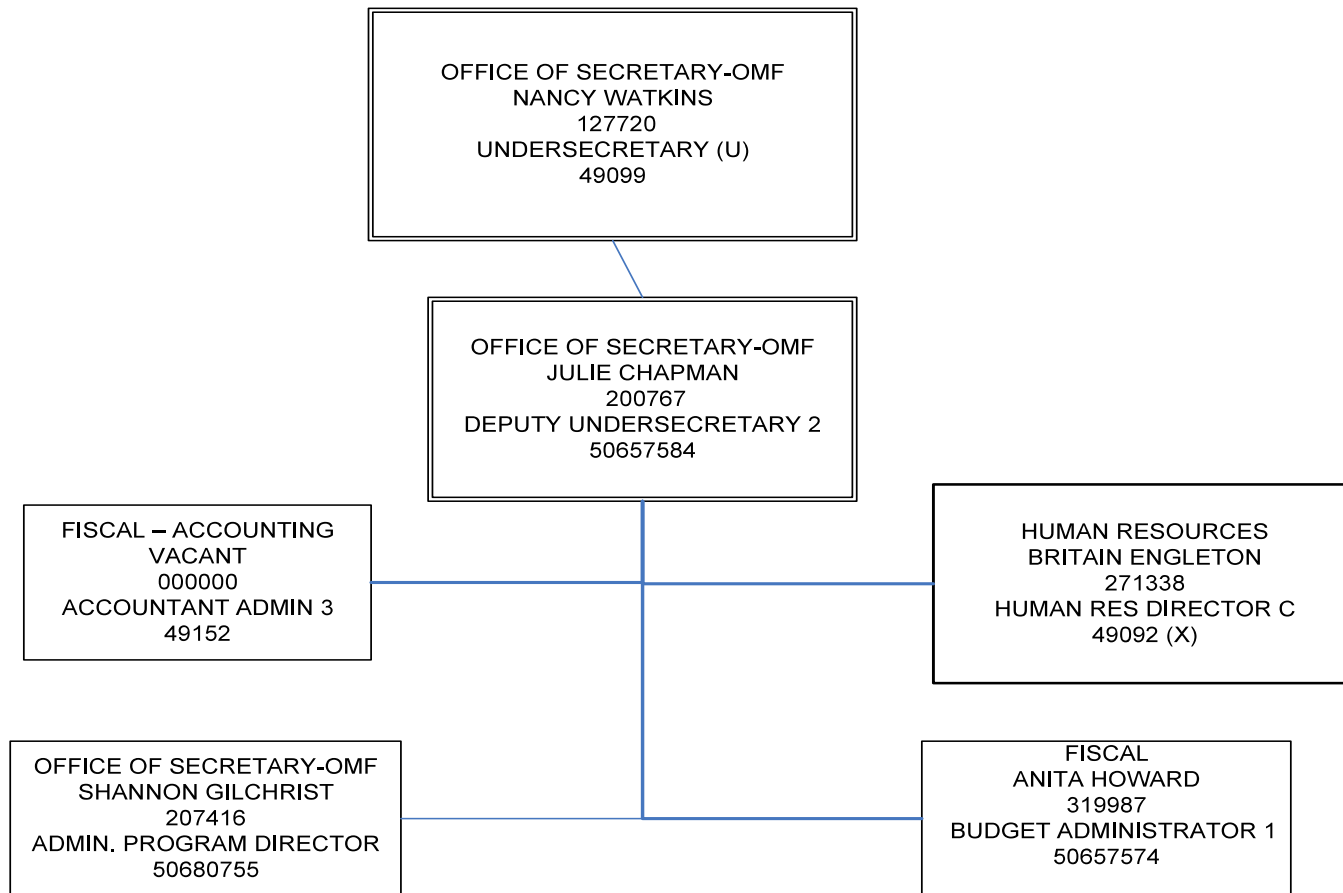 OFFICE OF SECRETARY-OMF
NANCY WATKINS
127720
UNDERSECRETARY (U)
49099
OFFICE OF SECRETARY-OMF
JULIE CHAPMAN
200767
DEPUTY UNDERSECRETARY 2
50657584
FISCAL – ACCOUNTING
VACANT
000000
ACCOUNTANT ADMIN 3
49152
HUMAN RESOURCES
BRITAIN ENGLETON
271338
HUMAN RES DIRECTOR C
49092 (X)
OFFICE OF SECRETARY-OMF
SHANNON GILCHRIST
207416
ADMIN. PROGRAM DIRECTOR
50680755
FISCAL
ANITA HOWARD
319987
BUDGET ADMINISTRATOR 1
50657574